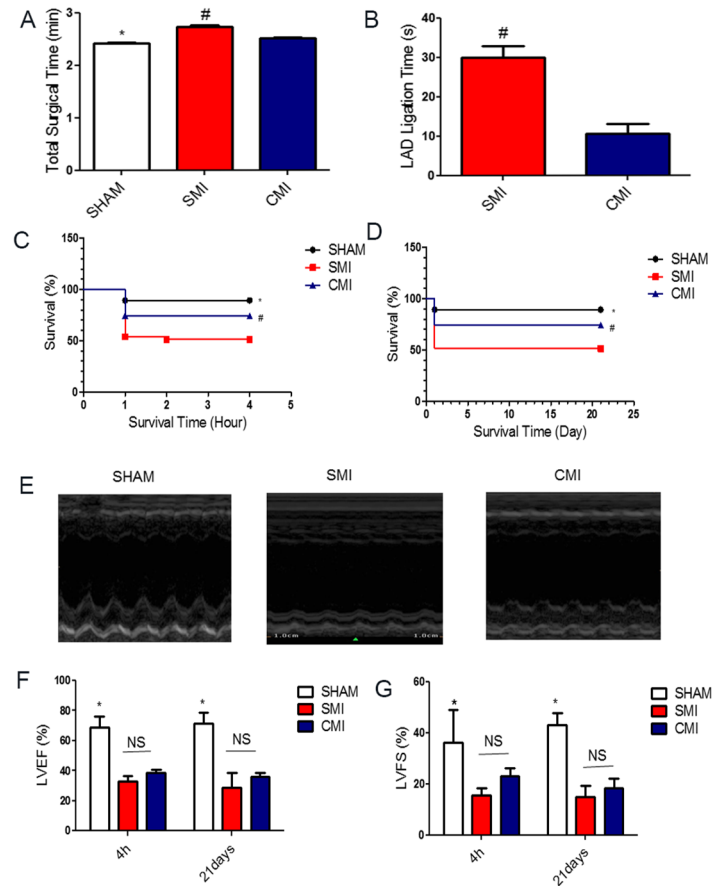 A
Total Surgical Time (min)
3
2
1
0
*
#
SHAM
SMI
CMI
B
LAD Ligation Time (s)
40
30
20
10
0
#
SMI
CMI
C
Survival (%)
150
100
50
0
0 1 2 3 4 5
Survival Time (Hour)
SHAM
SMI
CMI
*
#
D
Survival (%)
150
100
50
0
0 5 10 15 20 25
Survival Time (Day)
SHAM
SMI
CMI
*
#
E
SHAM
SMI
CMI
1.0cm
1.0cm
F
LVEF (%)
100
80
60
40
20
0
*
NS
*
NS
4h
21days
SHAM
SMI
CMI
G
LVFS (%)
60
40
20
0
*
NS
*
NS
4h
21days
SHAM
SMI
CMI